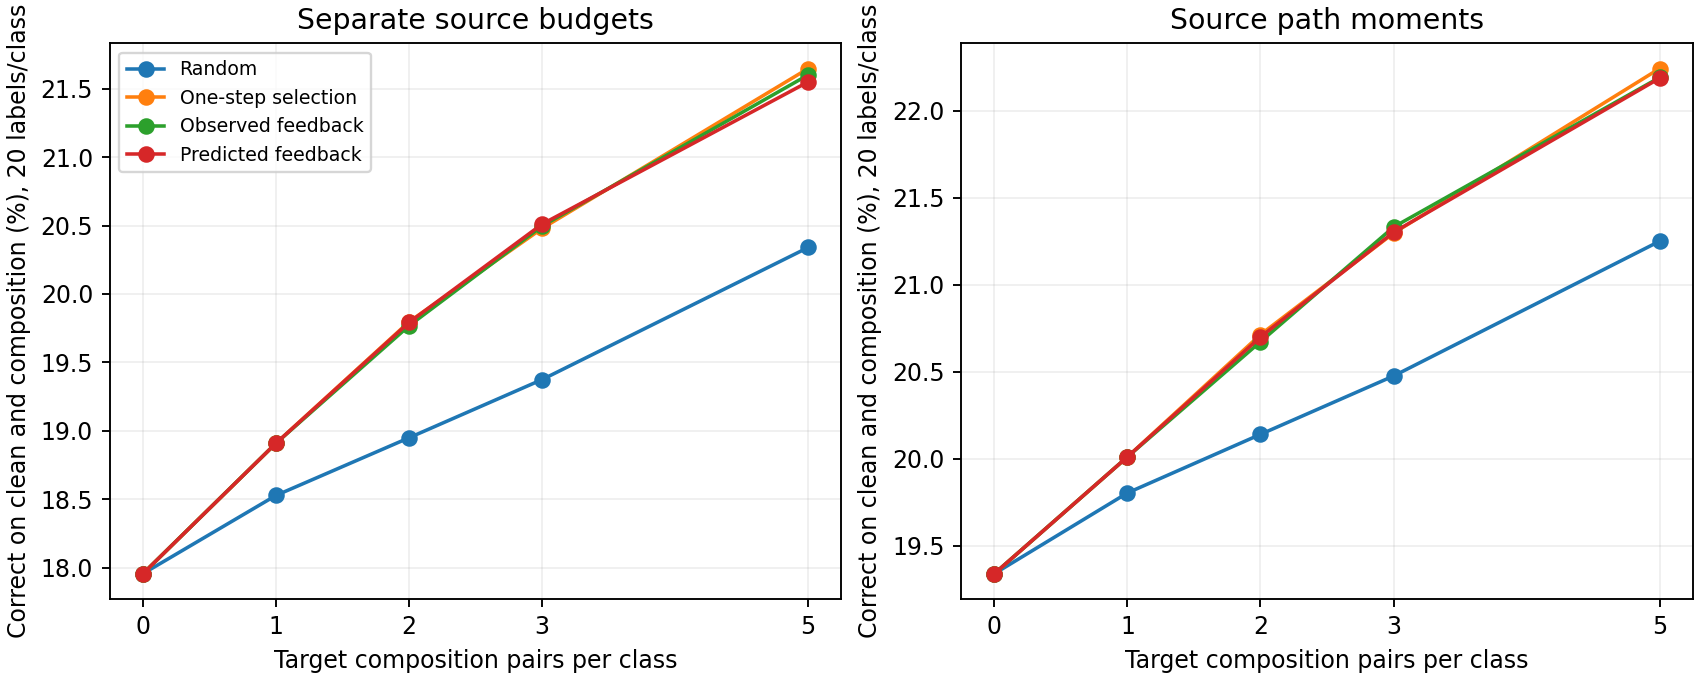 Separate source budgets
Correct on clean and composition (%), 20 labels/class
21.5
21.0
20.5
20.0
19.5
19.0
18.5
18.0
Random
One-step selection
Observed feedback
Predicted feedback
0 1 2 3 5
Target composition pairs per class
Source path moments
Correct on clean and composition (%), 20 labels/class
22.0
21.5
21.0
20.5
20.0
19.5
0 1 2 3 5
Target composition pairs per class